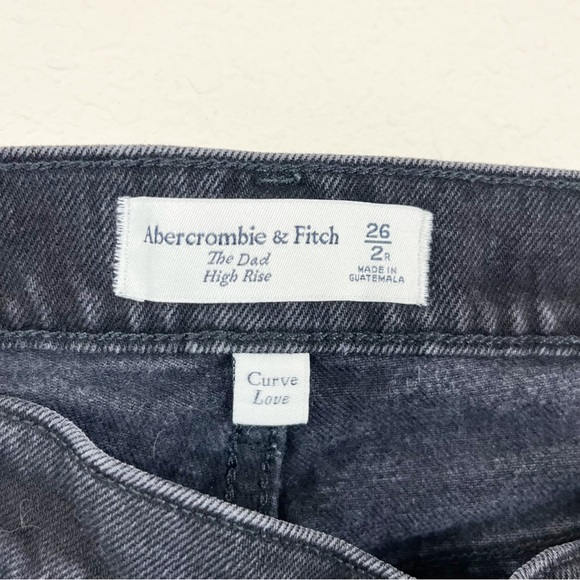 Abercrombie & Fitch
The Dad
High Rise
26
2R
MADE IN
GUATEMALA
Curve
Love